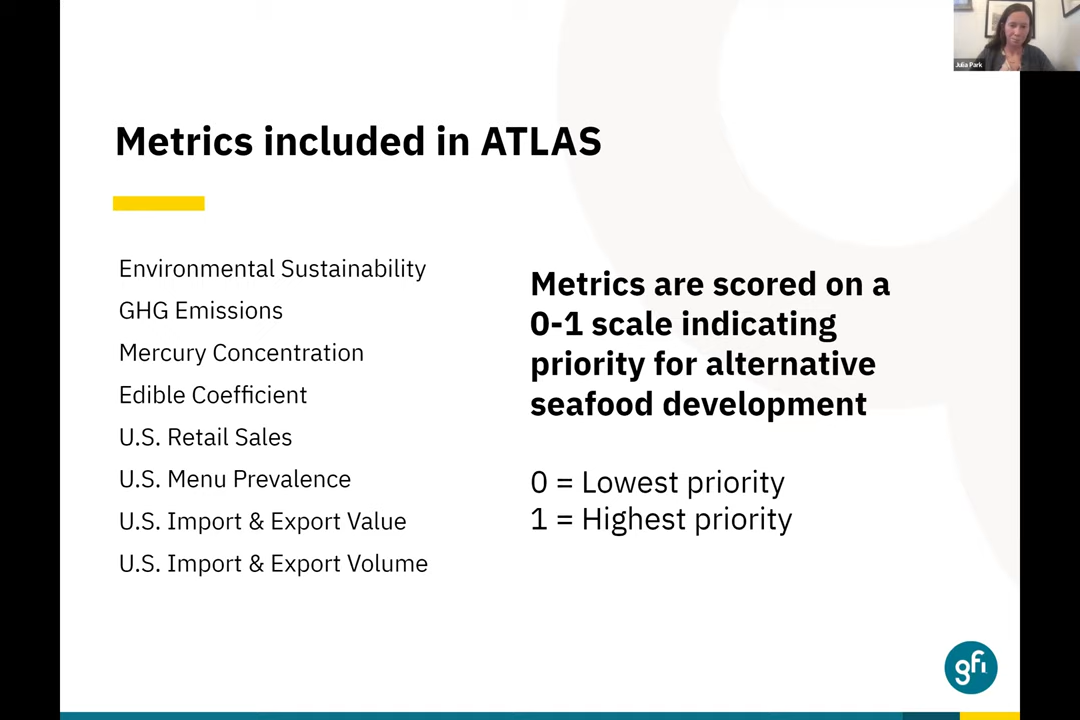 Julia Park
Metrics included in ATLAS
Environmental Sustainability
GHG Emissions
Mercury Concentration
Edible Coefficient
U.S. Retail Sales
U.S. Menu Prevalence
U.S. Import & Export Value
U.S. Import & Export Volume
Metrics are scored on a
0-1 scale indicating
priority for alternative
seafood development
0 = Lowest priority
1 = Highest priority
gfi